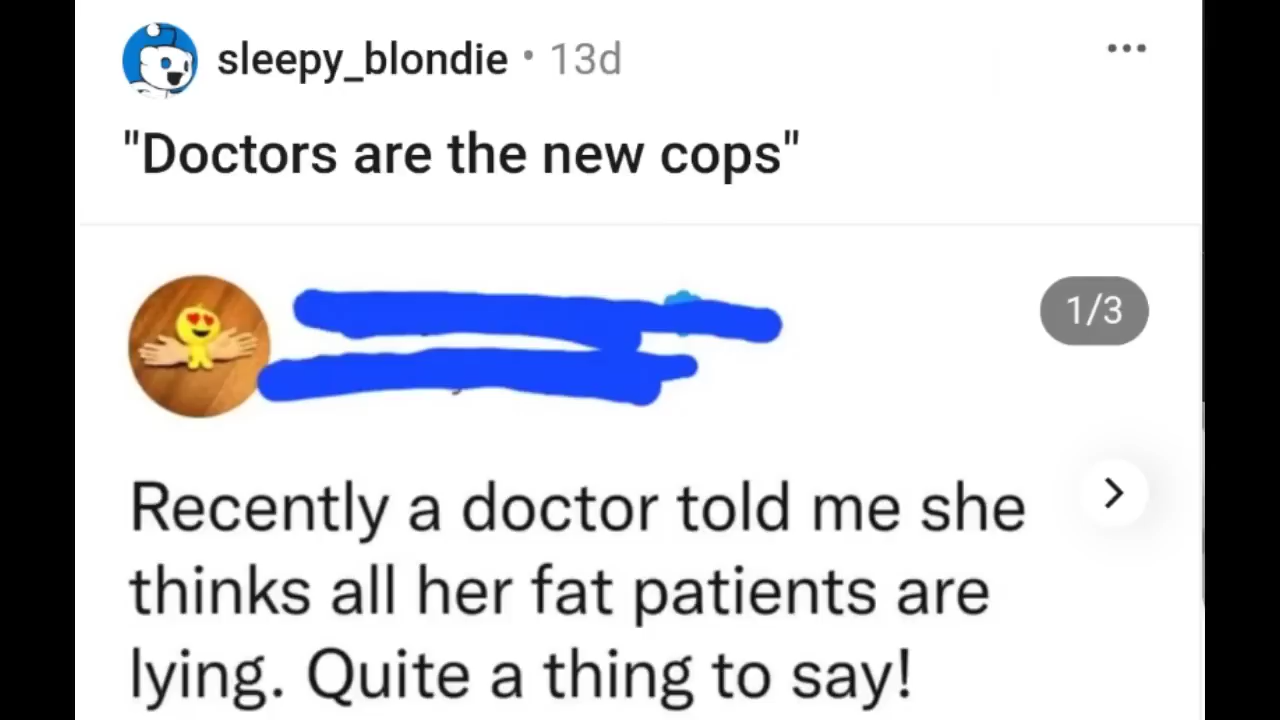 sleepy_blondie • 13d
"Doctors are the new cops"
1/3
Recently a doctor told me she
thinks all her fat patients are
lying. Quite a thing to say!